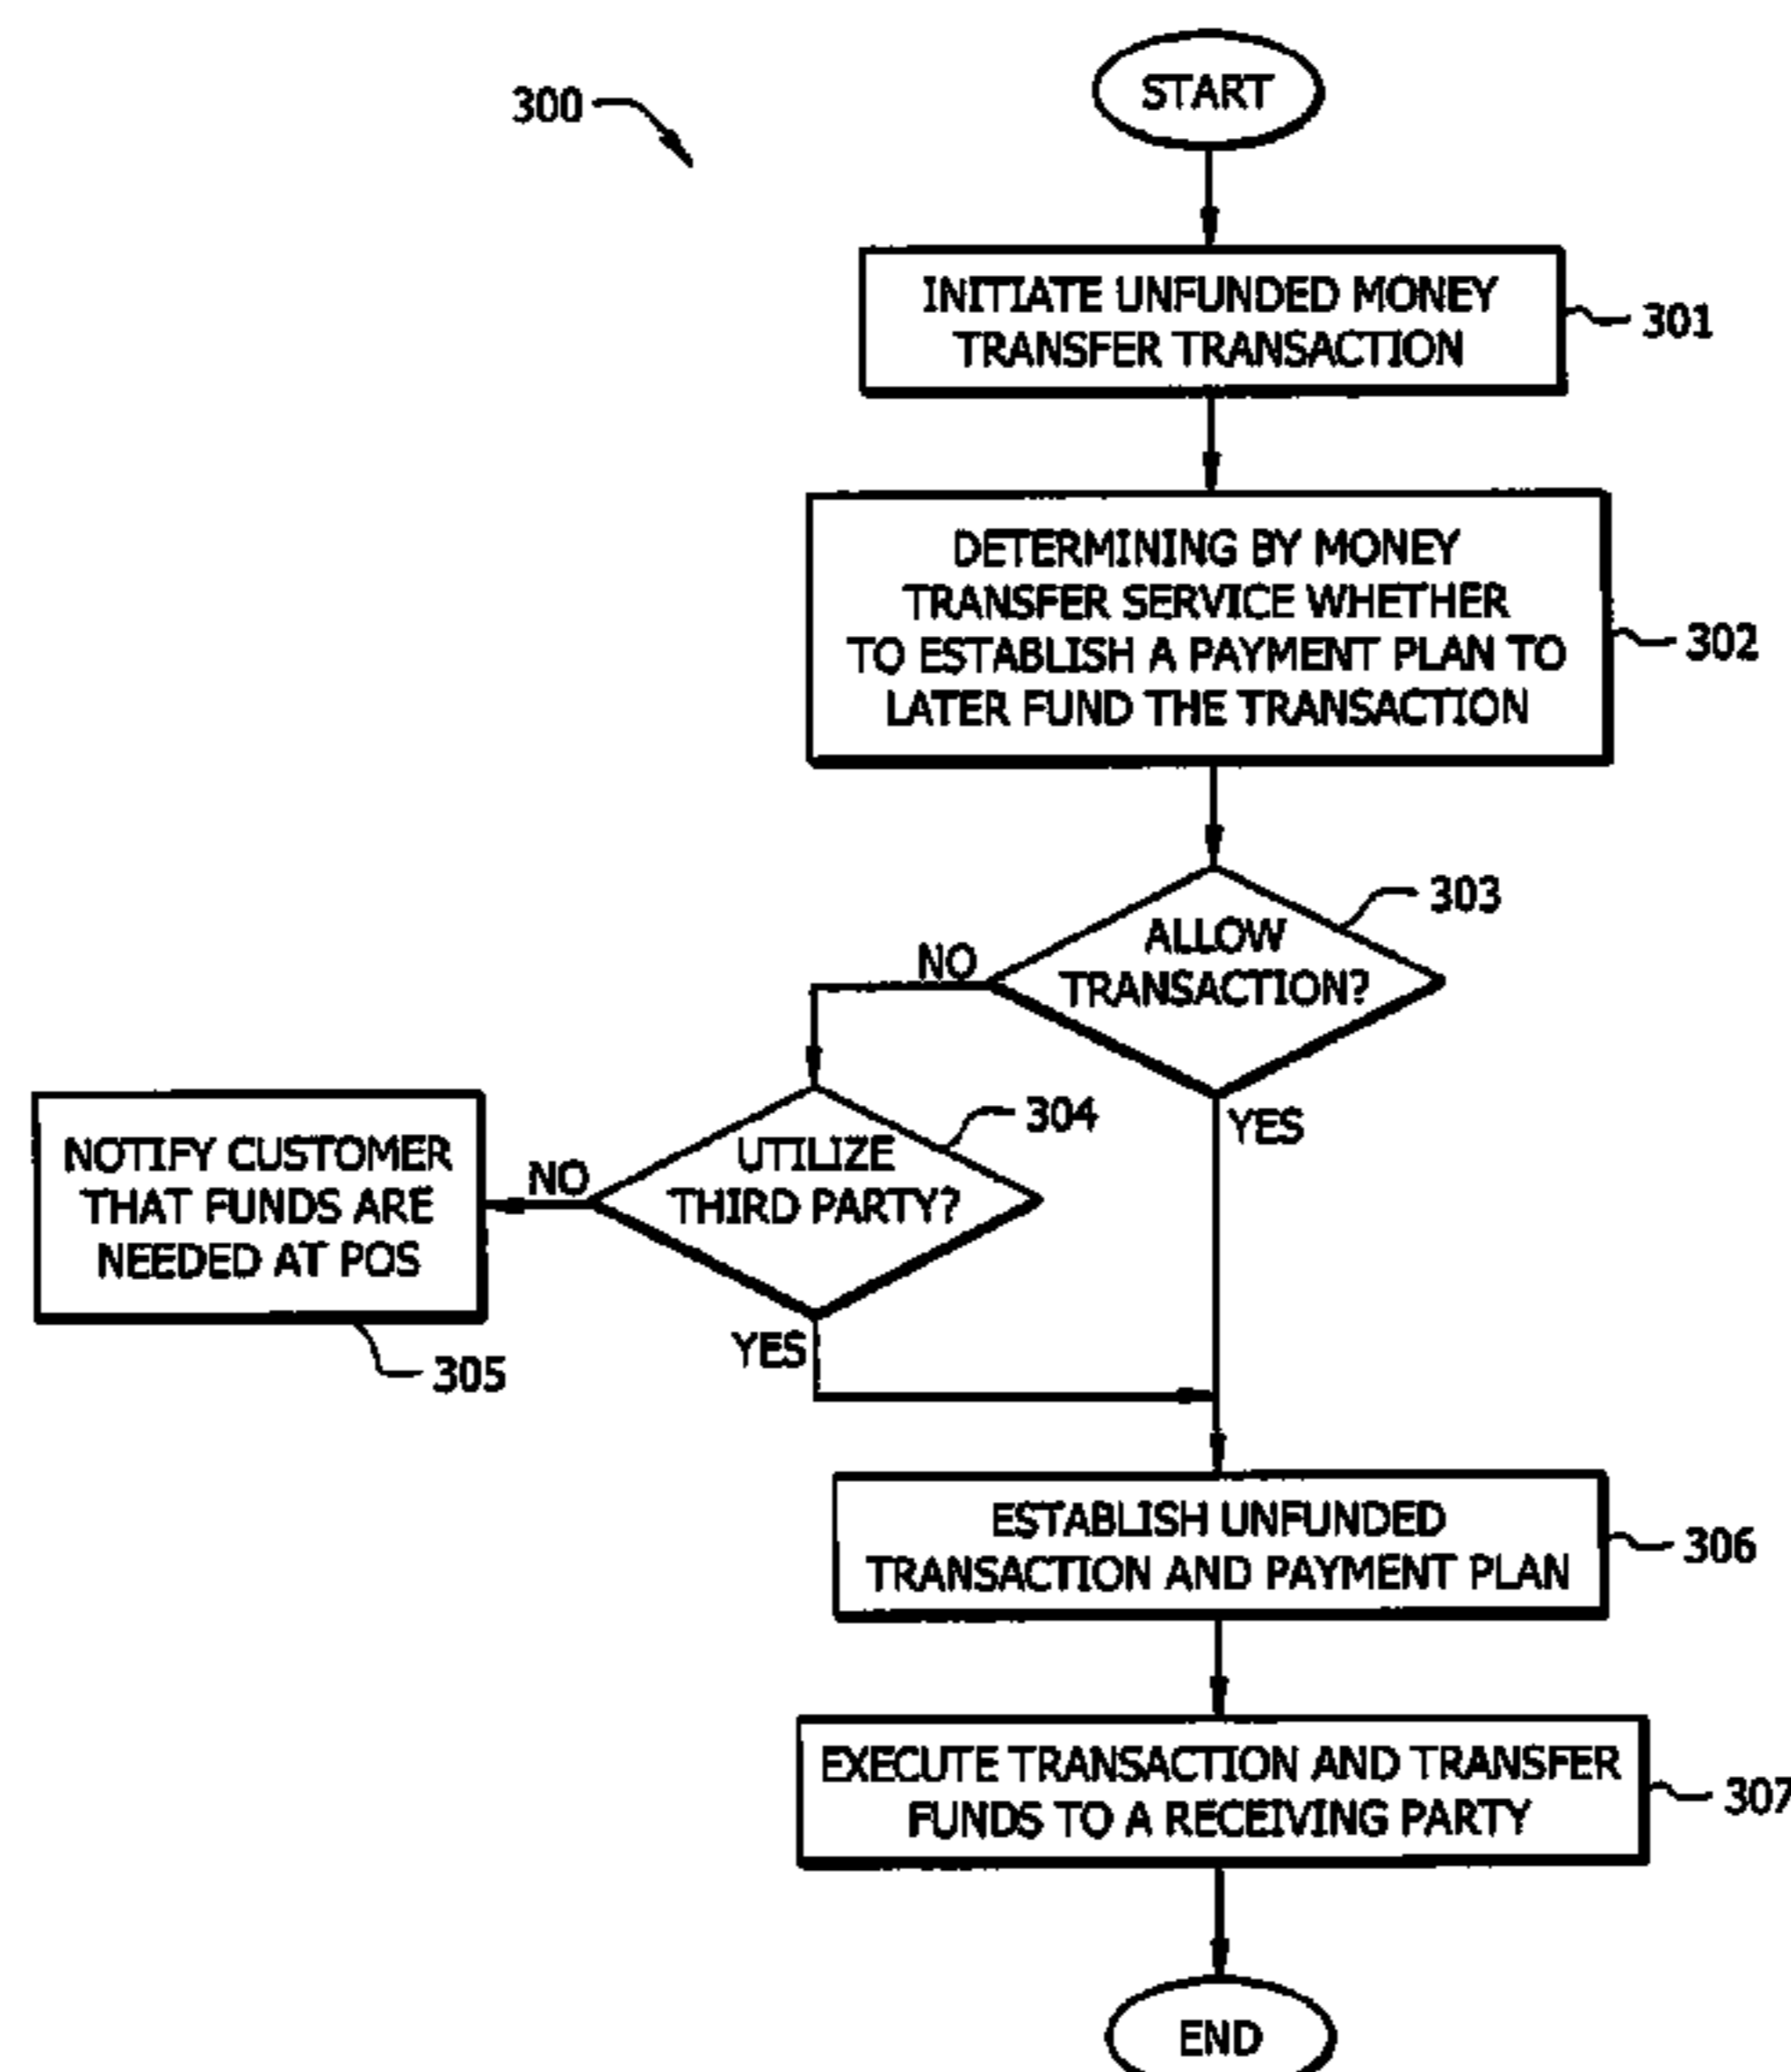 START
300
INITIATE UNFUNDED MONEY
TRANSFER TRANSACTION
301
DETERMINING BY MONEY
TRANSFER SERVICE WHETHER
TO ESTABLISH A PAYMENT PLAN TO
LATER FUND THE TRANSACTION
302
ALLOW
TRANSACTION?
303
NO
YES
UTILIZE
THIRD PARTY?
304
NO
YES
NOTIFY CUSTOMER
THAT FUNDS ARE
NEEDED AT POS
305
ESTABLISH UNFUNDED
TRANSACTION AND PAYMENT PLAN
306
EXECUTE TRANSACTION AND TRANSFER
FUNDS TO A RECEIVING PARTY
307
END